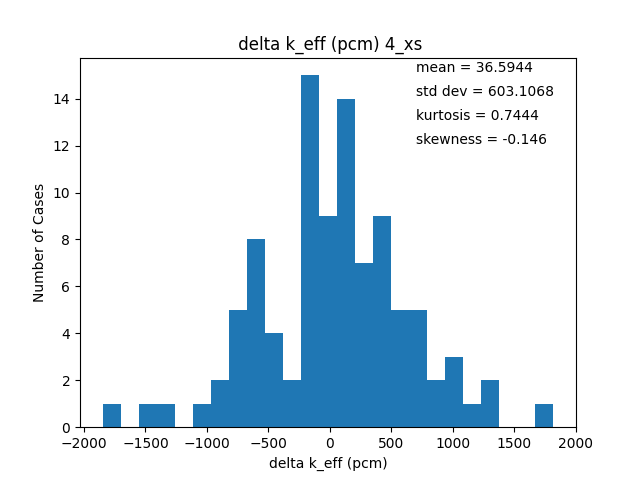 delta k_eff (pcm) 4_xs
mean = 36.5944
std dev = 603.1068
kurtosis = 0.7444
skewness = -0.146
14
12
10
8
6
4
2
0
Number of Cases
−2000 −1500 −1000 −500 0 500 1000 1500 2000
delta k_eff (pcm)